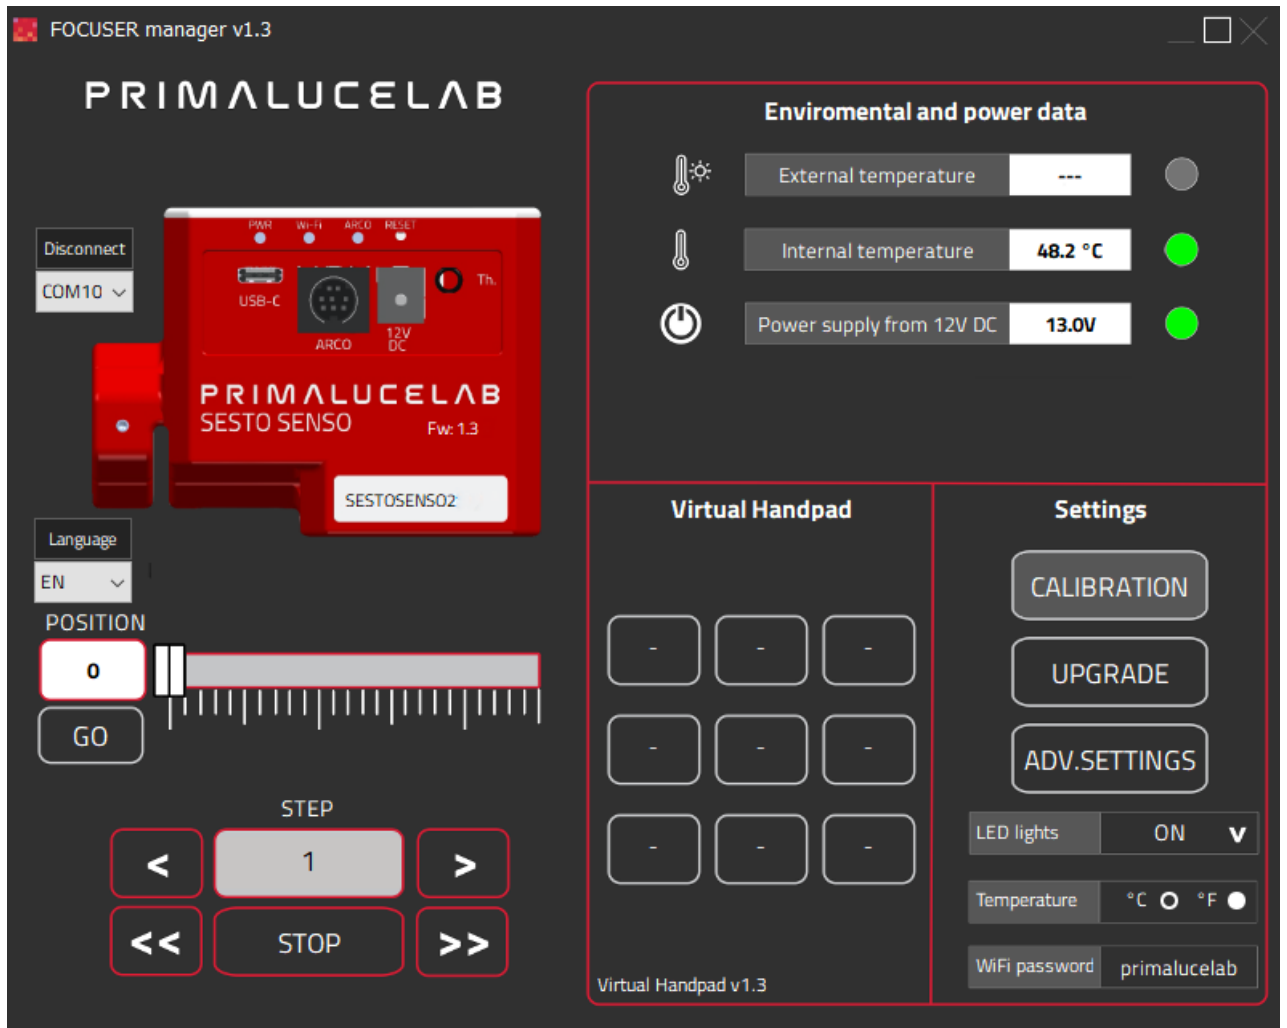 FOCUSER manager v1.3
PRIMALUCELAB
Disconnect
COM10
PWR Wi-Fi ARCO RESET
USB-C
ARCO
12V
DC
Th.
PRIMALUCELAB
SESTO SENSO
Fw: 1.3
SESTOSENSO2
Language
EN
POSITION
0
GO
STEP
< 1 >
<< STOP >>
Enviromental and power data
External temperature ---
Internal temperature 48.2 °C
Power supply from 12V DC 13.0V
Virtual Handpad
- - -
- - -
- - -
Virtual Handpad v1.3
Settings
CALIBRATION
UPGRADE
ADV.SETTINGS
LED lights ON v
Temperature °C °F
WiFi password primalucelab